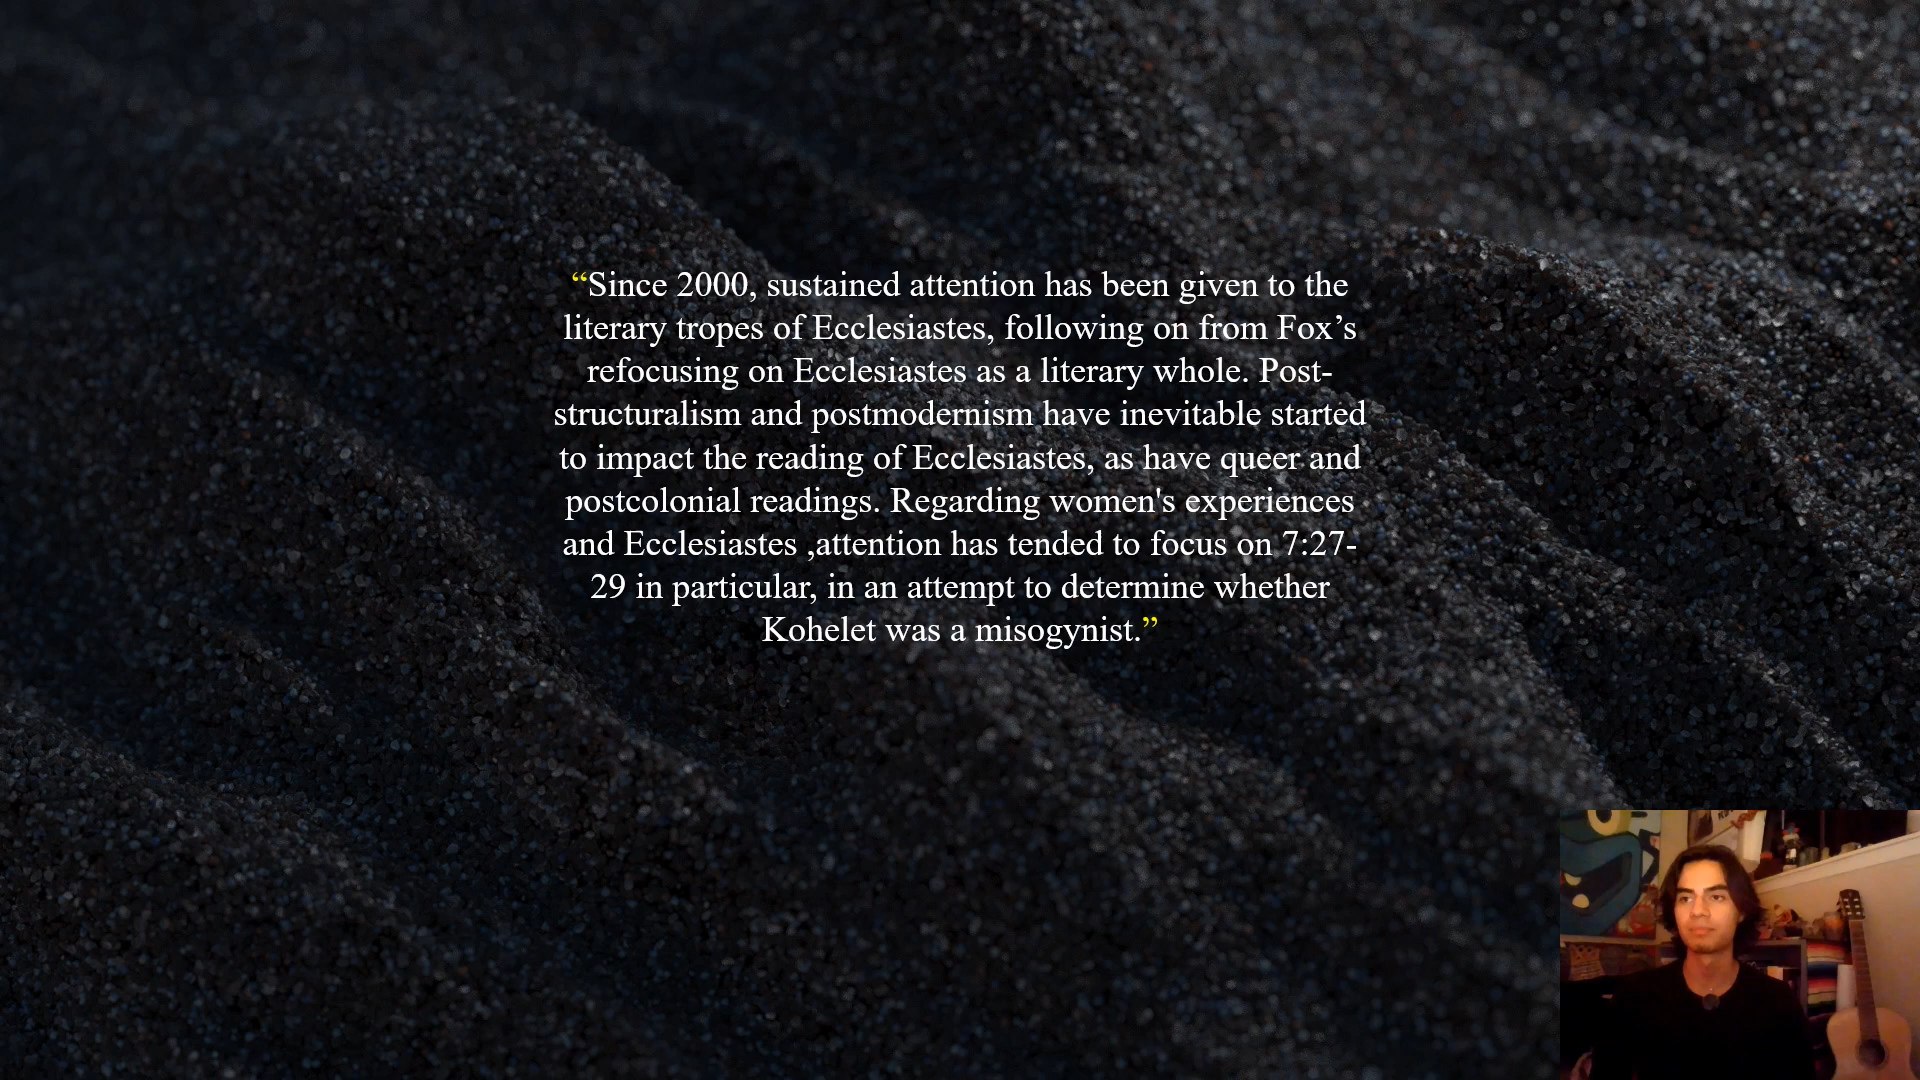 “Since 2000, sustained attention has been given to the
literary tropes of Ecclesiastes, following on from Fox’s
refocusing on Ecclesiastes as a literary whole. Post-
structuralism and postmodernism have inevitable started
to impact the reading of Ecclesiastes, as have queer and
postcolonial readings. Regarding women's experiences
and Ecclesiastes ,attention has tended to focus on 7:27-
29 in particular, in an attempt to determine whether
Kohelet was a misogynist.”